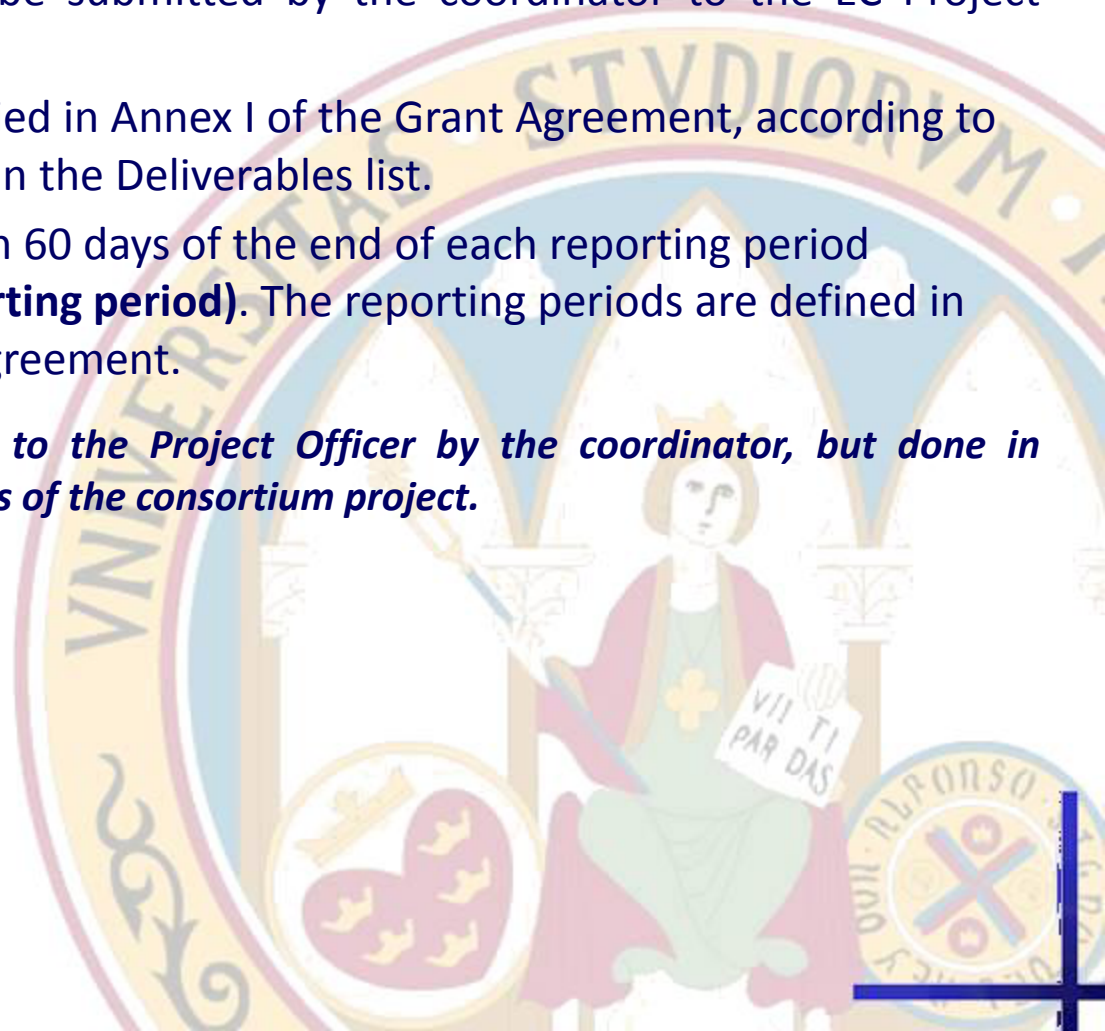 be submitted by the coordinator to the EC Project
ed in Annex I of the Grant Agreement, according to
n the Deliverables list.
n 60 days of the end of each reporting period
rting period). The reporting periods are defined in
greement.
to the Project Officer by the coordinator, but done in
s of the consortium project.
VNIVERSITAS · STVDIORVM ·
VII TI
PAR DAS